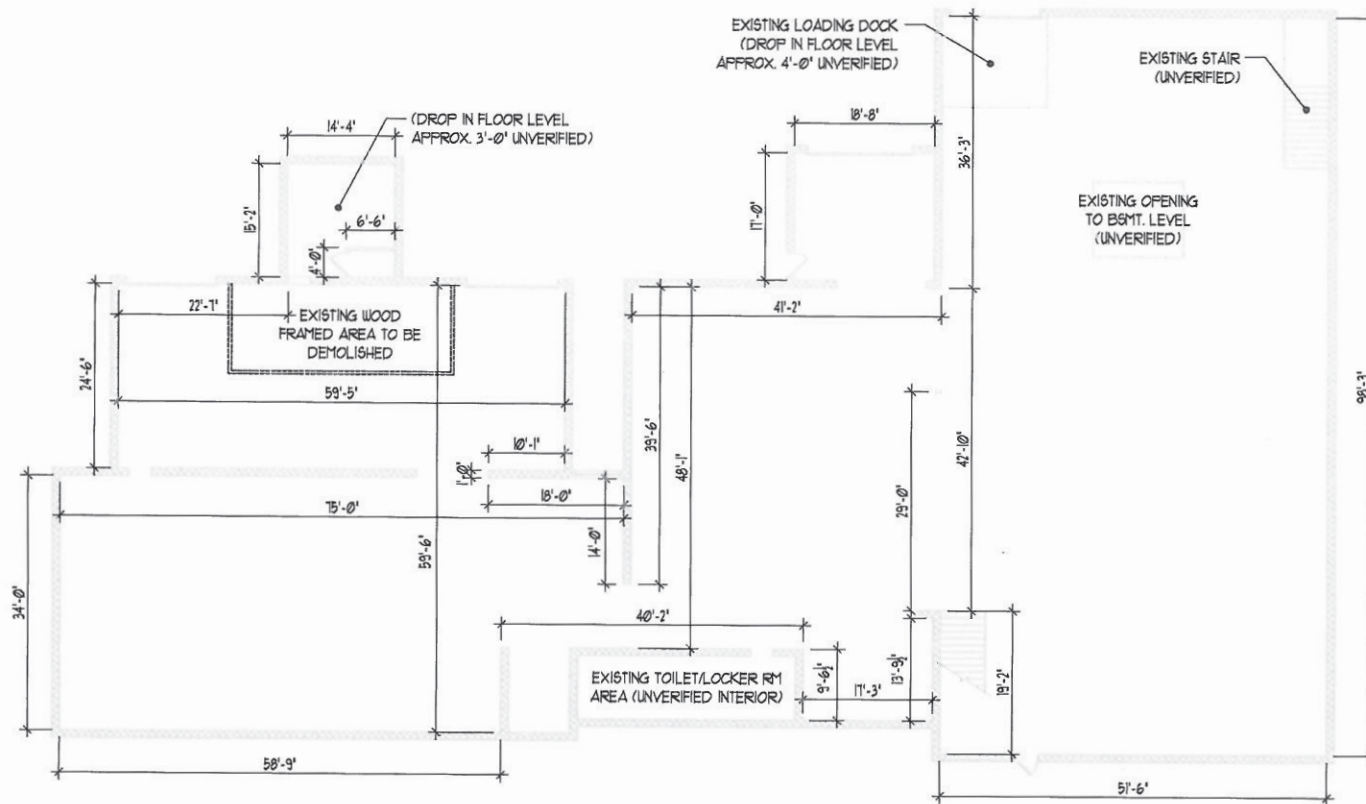 EXISTING LOADING DOCK
(DROP IN FLOOR LEVEL
APPROX. 4'-0" UNVERIFIED)
EXISTING STAIR
(UNVERIFIED)
(DROP IN FLOOR LEVEL
APPROX. 3'-0" UNVERIFIED)
14'-4"
18'-8"
36'-3"
15'-2"
6'-6"
4'-0"
17'-0"
EXISTING OPENING
TO BSMT. LEVEL
(UNVERIFIED)
22'-7"
EXISTING WOOD
FRAMED AREA TO BE
DEMOLISHED
41'-2"
24'-6"
59'-5"
98'-3"
39'-6"
48'-1"
42'-10"
10'-1"
1'-0"
18'-0"
75'-0"
29'-0"
59'-6"
14'-0"
34'-0"
40'-2"
EXISTING TOILET/LOCKER RM
AREA (UNVERIFIED INTERIOR)
9'-6½"
17'-3"
13'-9½"
19'-2"
58'-9"
51'-6"